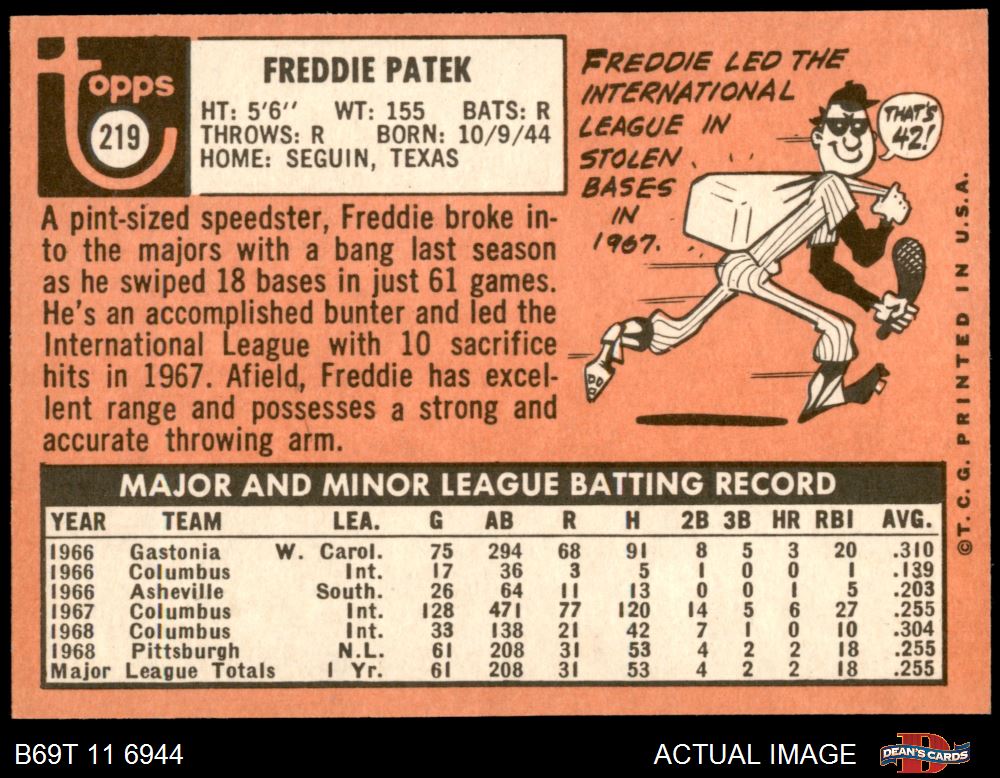 topps
219
FREDDIE PATEK
HT: 5'6'' WT: 155 BATS: R
THROWS: R BORN: 10/9/44
HOME: SEGUIN, TEXAS
A pint-sized speedster, Freddie broke in-
to the majors with a bang last season
as he swiped 18 bases in just 61 games.
He's an accomplished bunter and led the
International League with 10 sacrifice
hits in 1967. Afield, Freddie has excel-
lent range and possesses a strong and
accurate throwing arm.
FREDDIE LED THE
INTERNATIONAL
LEAGUE IN
STOLEN
BASES
IN
1967.
THAT'S
42!
MAJOR AND MINOR LEAGUE BATTING RECORD
YEAR TEAM LEA. G AB R H 2B 3B HR RBI AVG.
1966 Gastonia W. Carol. 75 294 68 91 8 5 3 20 .310
1966 Columbus Int. 17 36 3 5 1 0 0 1 .139
1966 Asheville South. 26 64 11 13 0 0 1 5 .203
1967 Columbus Int. 128 471 77 120 14 5 6 27 .255
1968 Columbus Int. 33 138 21 42 7 1 0 10 .304
1968 Pittsburgh N.L. 61 208 31 53 4 2 2 18 .255
Major League Totals 1 Yr. 61 208 31 53 4 2 2 18 .255
©T.C.G. PRINTED IN U.S.A.
B69T 11 6944
ACTUAL IMAGE
DEAN'S CARDS